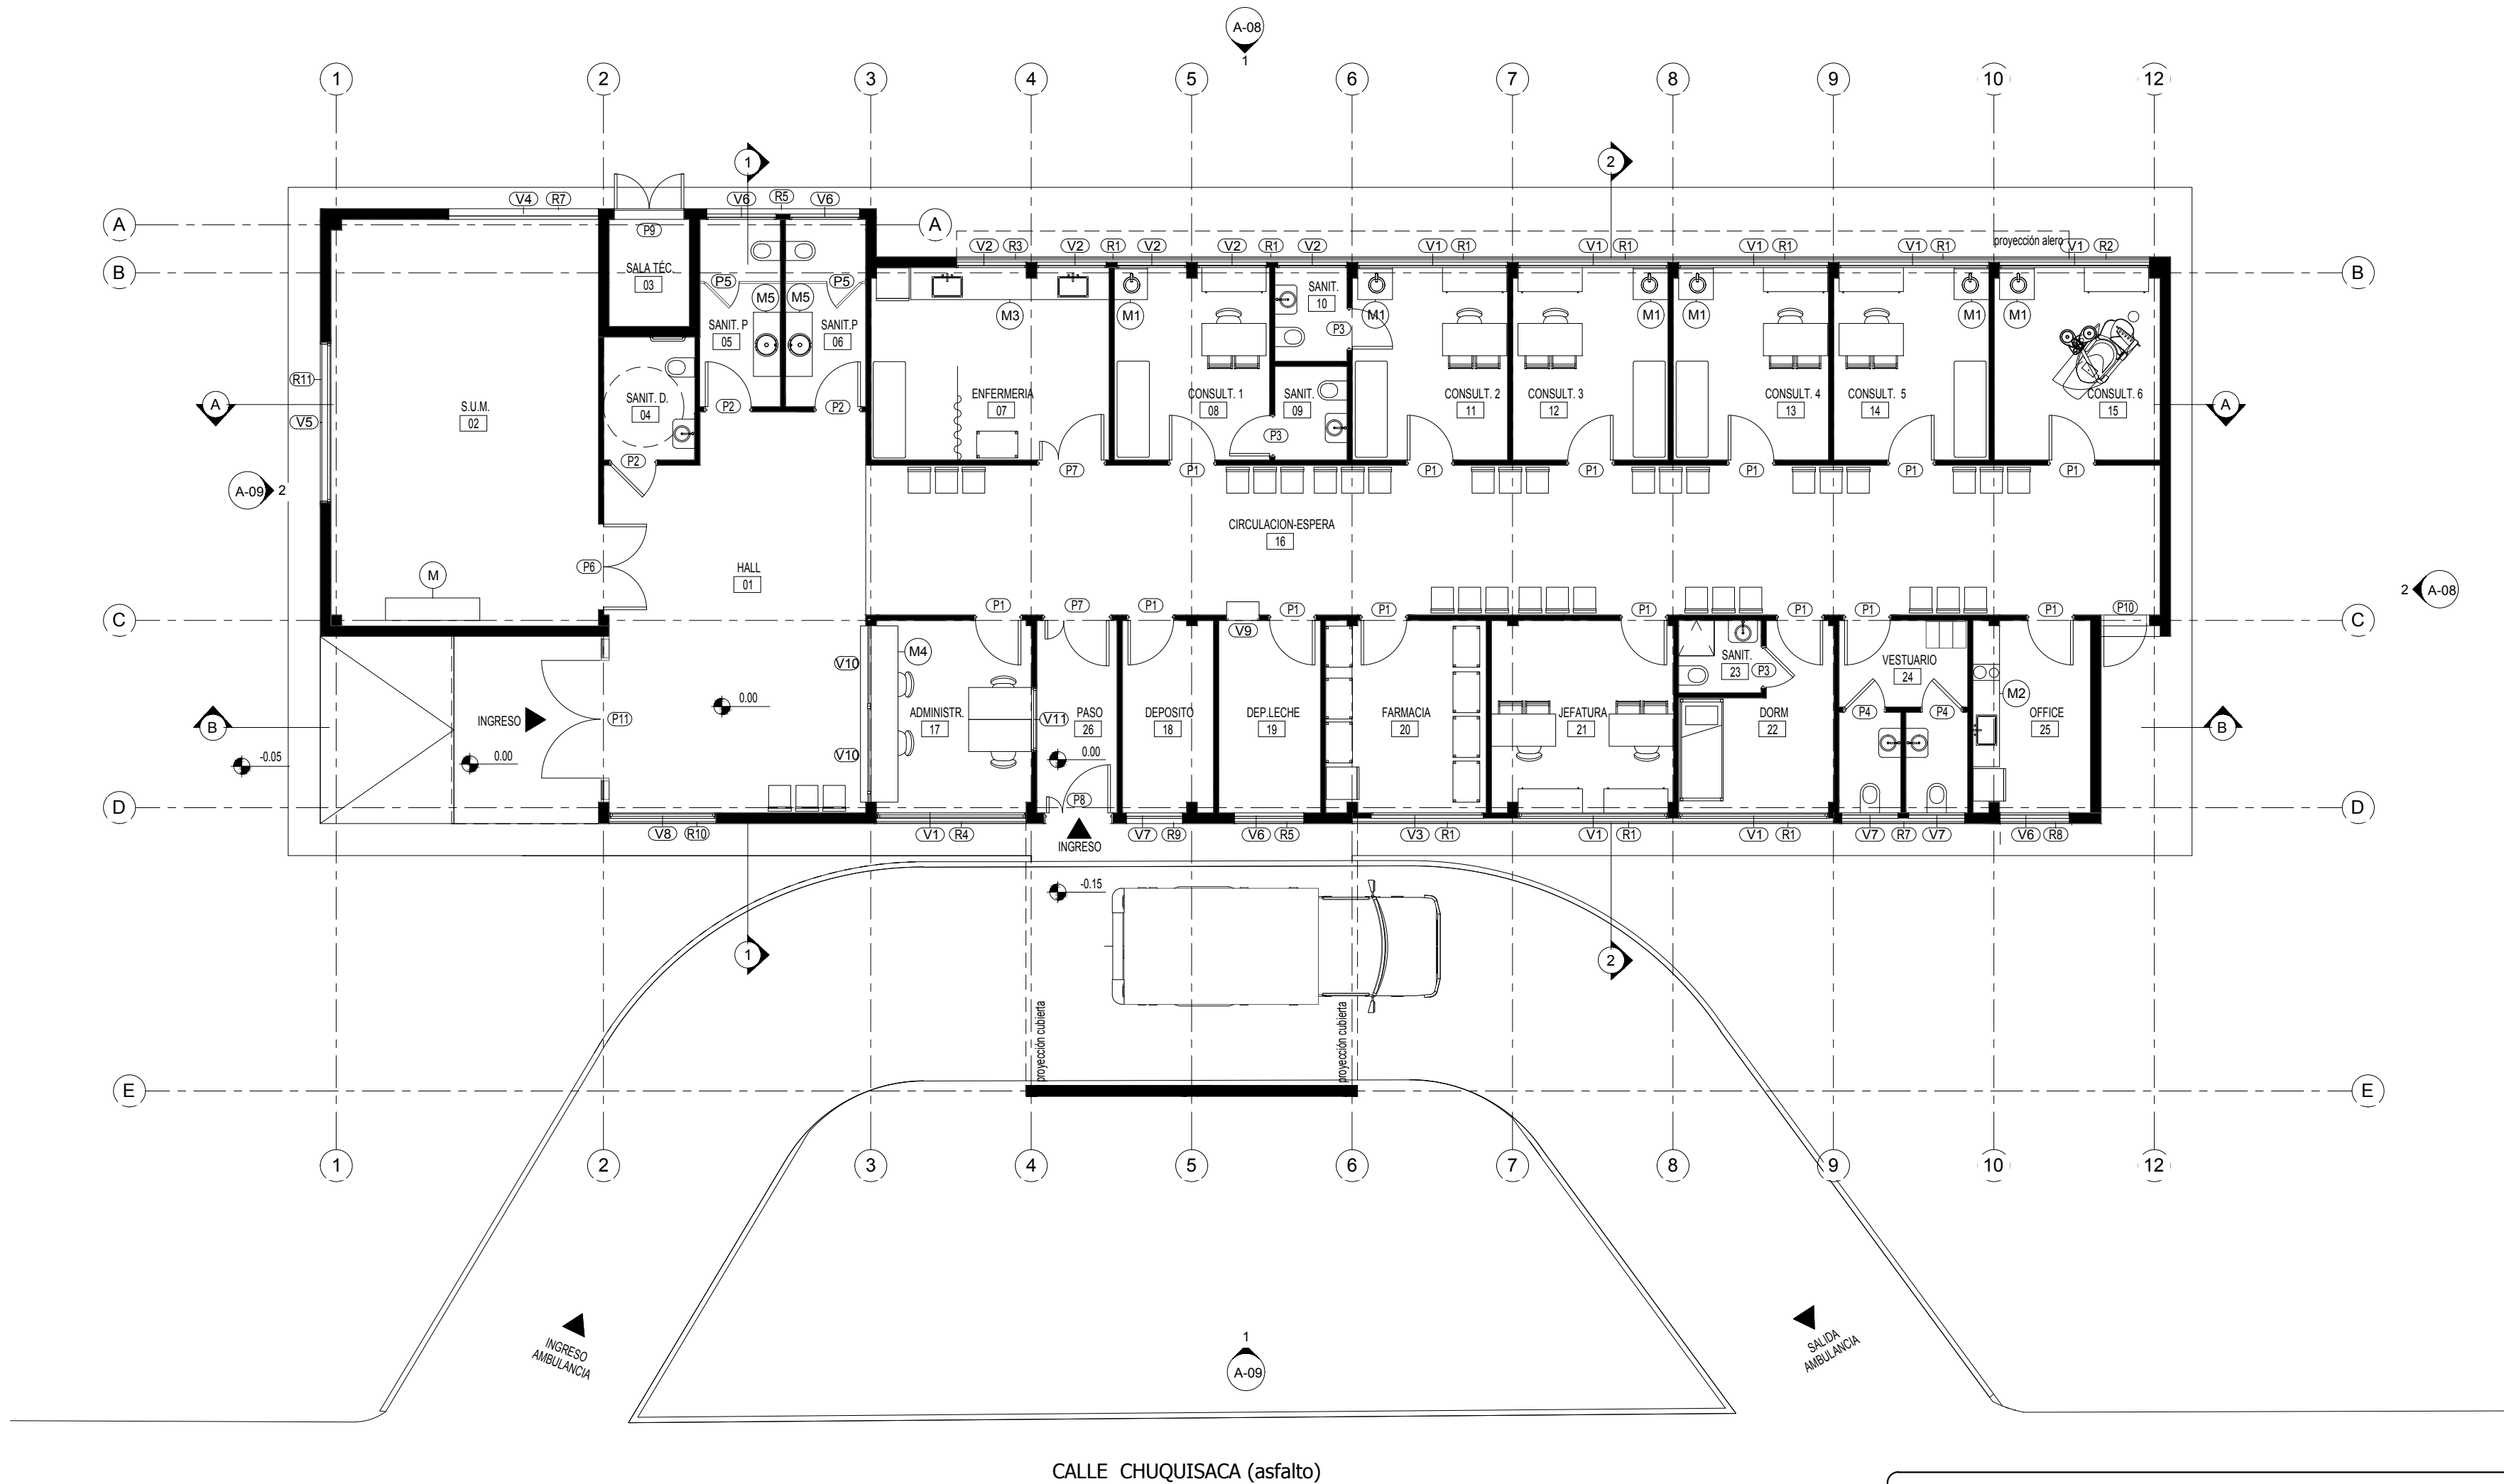 A-08
1
1 2 3 4 5 6 7 8 9 10 12
1 2
V4 R7 V6 R5 V6
A P9 A
V2 R3 V2 R1 V2 V2 R1 V2 V1 R1 V1 R1 V1 R1 V1 R1 V1 R2
proyección alero
B SALA TÉC. B
03
P5 P5
M5 M5
SANIT.
10
M3 M1 M1 M1 M1 M1 M1
SANIT. P SANIT.P P3
05 06
R11
A S.U.M. SANIT. D. ENFERMERIA CONSULT. 1 SANIT. CONSULT. 2 CONSULT. 3 CONSULT. 4 CONSULT. 5 CONSULT. 6 A
02 04 07 08 09 11 12 13 14 15
V5 P2 P2
P3
P2 P7 P1 P1 P1 P1 P1 P1
A-09 2
CIRCULACION-ESPERA
16
P6 HALL
01
M
2 A-08
C P1 P7 P1 P1 P1 P1 P1 P1 P1 P10 C
V9
V10 M4 SANIT. VESTUARIO
23 P3 24
M2
0.00
INGRESO P11 ADMINISTR. V11 PASO DEPOSITO DEP.LECHE FARMACIA JEFATURA DORM P4 P4 OFFICE
B 17 26 18 19 20 21 22 25 B
-0.05 0.00 V10 0.00
D P8 D
V8 R10 V1 R4 V7 R9 V6 R5 V3 R1 V1 R1 V1 R1 V7 R7 V7 V6 R8
INGRESO
-0.15
1 2
proyección cubierta
proyección cubierta
E E
1 2 3 4 5 6 7 8 9 10 12
INGRESO
AMBULANCIA
SALIDA
AMBULANCIA
1
A-09
CALLE CHUQUISACA (asfalto)